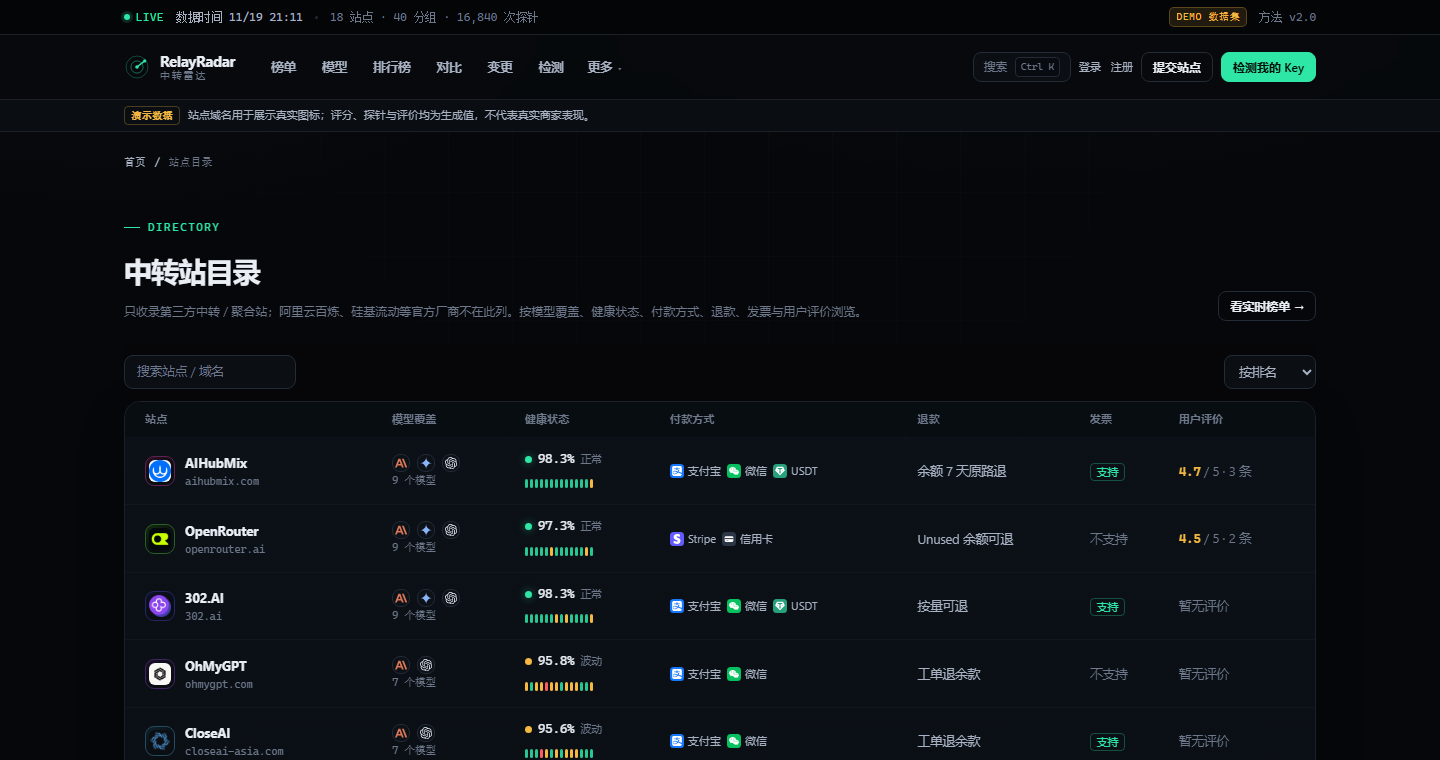 LIVE 数据时间 11/19 21:11 · 18 站点 · 40 分组 · 16,840 次探针
DEMO 数据集 方法 v2.0
RelayRadar
中转雷达
榜单 模型 排行榜 对比 变更 检测 更多
搜索 Ctrl K 登录 注册 提交站点 检测我的 Key
演示数据 站点域名用于展示真实图标；评分、探针与评价均为生成值，不代表真实商家表现。
首页 / 站点目录
— DIRECTORY
中转站目录
只收录第三方中转 / 聚合站；阿里云百炼、硅基流动等官方厂商不在此列。按模型覆盖、健康状态、付款方式、退款、发票与用户评价浏览。
看实时榜单 →
搜索站点 / 域名
按排名
站点 模型覆盖 健康状态 付款方式 退款 发票 用户评价
AIHubMix
aihubmix.com
9 个模型
98.3% 正常
支付宝 微信 USDT
余额 7 天原路退
支持
4.7 / 5 · 3 条
OpenRouter
openrouter.ai
9 个模型
97.3% 正常
Stripe 信用卡
Unused 余额可退
不支持
4.5 / 5 · 2 条
302.AI
302.ai
9 个模型
98.3% 正常
支付宝 微信 USDT
按量可退
支持
暂无评价
OhMyGPT
ohmygpt.com
7 个模型
95.8% 波动
支付宝 微信
工单退余款
不支持
暂无评价
CloseAI
closeai-asia.com
7 个模型
95.6% 波动
支付宝 微信
工单退余款
支持
暂无评价